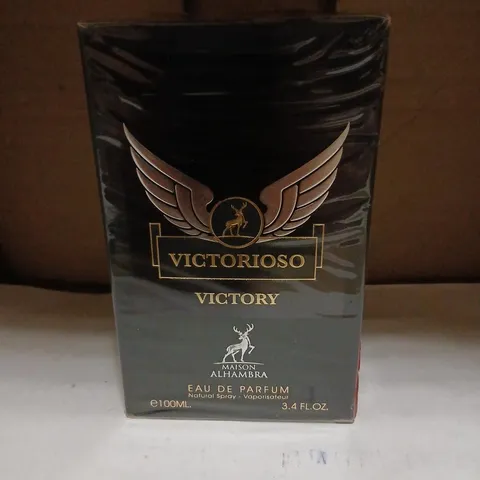 VICTORIOSO
VICTORY
MAISON
ALHAMBRA
EAU DE PARFUM
Natural Spray - Vaporisateur
℮100ML. 3.4 FL.OZ.